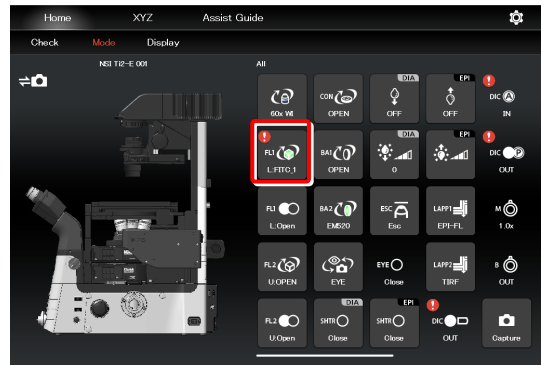 Home XYZ Assist Guide
Check Mode Display
NSI Ti2-E 001
All
60x WI
CON
OPEN
DIA
OFF
EPI
OFF
DIC A
IN
FL1
L:FITC_1
BA1
OPEN
DIA
0
EPI
DIC P
OUT
FL1
L:Open
BA2
EM520
ESC
Esc
LAPP1
EPI-FL
M
1.0x
FL2
U:OPEN
EYE
EYE
Close
LAPP2
TIRF
B
OUT
FL2
U:Open
DIA
SHTR
Close
EPI
SHTR
Close
DIC
OUT
Capture